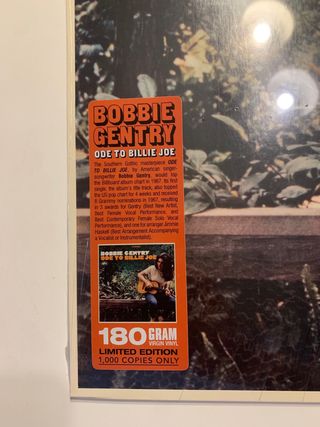 BOBBIE
GENTRY
ODE TO BILLIE JOE
The Southern Gothic masterpiece ODE
TO BILLIE JOE, by American singer-
songwriter Bobbie Gentry, would top
the Billboard album chart in 1967. Its first
single, the album's title track, also topped
the US pop chart for 4 weeks and received
8 Grammy nominations in 1967, resulting
in 3 awards for Gentry (Best New Artist,
Best Female Vocal Performance, and
Best Contemporary Female Solo Vocal
Performance), and one for arranger Jimmie
Haskell (Best Arrangement Accompanying
a Vocalist or Instrumentalist).
BOBBIE GENTRY
ODE TO BILLIE JOE
180 GRAM
VIRGIN VINYL
LIMITED EDITION
1,000 COPIES ONLY